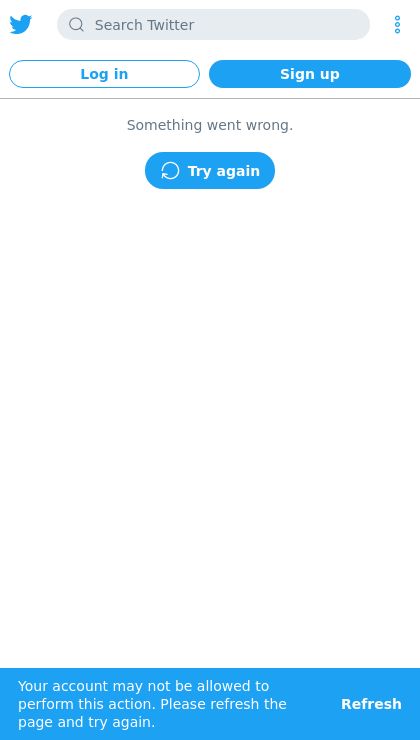 Search Twitter
Log in
Sign up
Something went wrong.
Try again
Your account may not be allowed to
perform this action. Please refresh the
page and try again.
Refresh